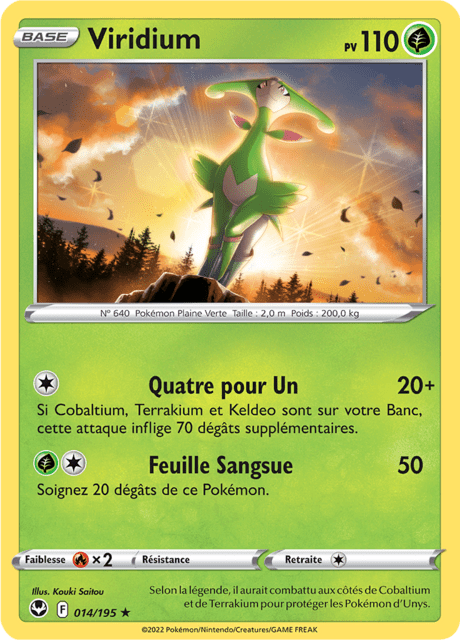 BASE Viridium PV 110
N° 640 Pokémon Plaine Verte Taille : 2,0 m Poids : 200,0 kg
Quatre pour Un 20+
Si Cobaltium, Terrakium et Keldeo sont sur votre Banc,
cette attaque inflige 70 dégâts supplémentaires.
Feuille Sangsue 50
Soignez 20 dégâts de ce Pokémon.
Faiblesse ×2 Résistance Retraite
Illus. Kouki Saitou
Selon la légende, il aurait combattu aux côtés de Cobaltium
et de Terrakium pour protéger les Pokémon d'Unys.
F 014/195 ★
©2022 Pokémon/Nintendo/Creatures/GAME FREAK